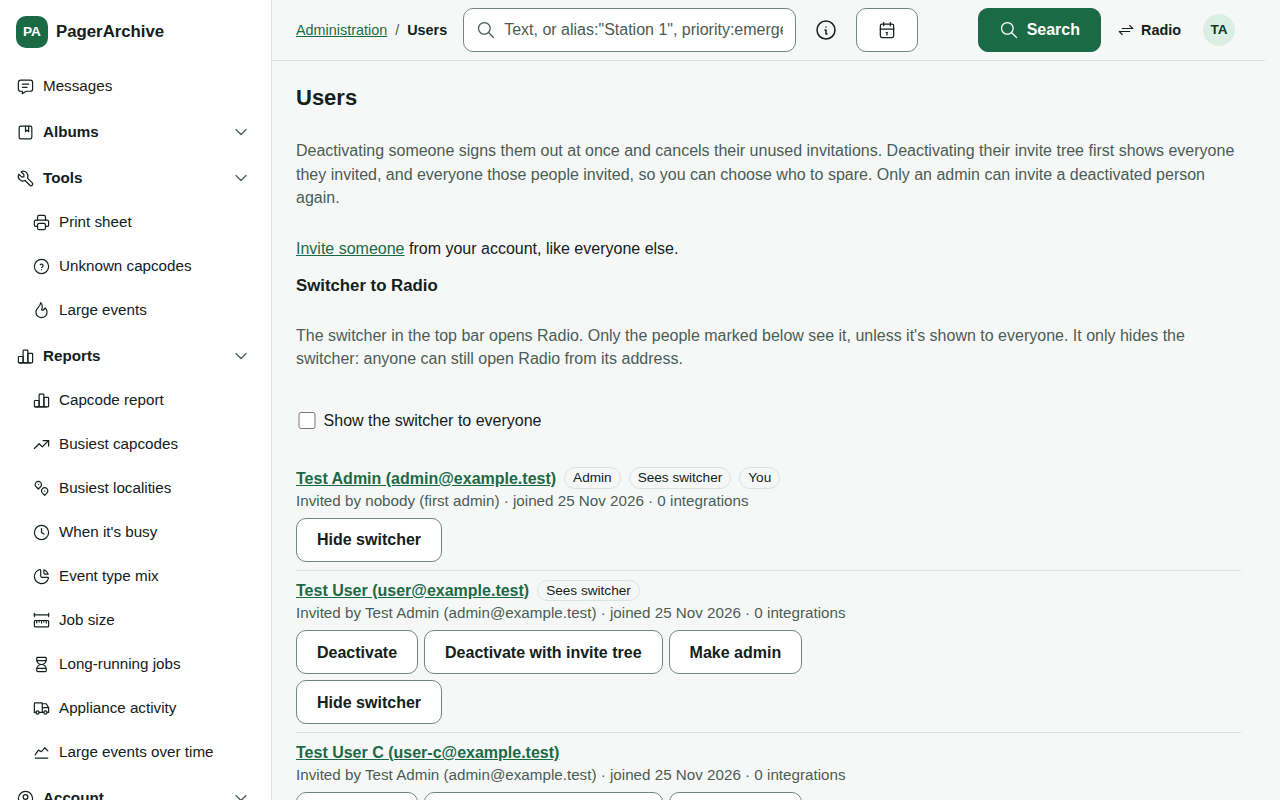 PA PagerArchive
Messages
Albums
Tools
Print sheet
Unknown capcodes
Large events
Reports
Capcode report
Busiest capcodes
Busiest localities
When it's busy
Event type mix
Job size
Long-running jobs
Appliance activity
Large events over time
Account
Administration / Users
Text, or alias:"Station 1", priority:emerge
Search
Radio
TA
Users
Deactivating someone signs them out at once and cancels their unused invitations. Deactivating their invite tree first shows everyone
they invited, and everyone those people invited, so you can choose who to spare. Only an admin can invite a deactivated person
again.
Invite someone from your account, like everyone else.
Switcher to Radio
The switcher in the top bar opens Radio. Only the people marked below see it, unless it's shown to everyone. It only hides the
switcher: anyone can still open Radio from its address.
Show the switcher to everyone
Test Admin (admin@example.test) Admin Sees switcher You
Invited by nobody (first admin) · joined 25 Nov 2026 · 0 integrations
Hide switcher
Test User (user@example.test) Sees switcher
Invited by Test Admin (admin@example.test) · joined 25 Nov 2026 · 0 integrations
Deactivate Deactivate with invite tree Make admin
Hide switcher
Test User C (user-c@example.test)
Invited by Test Admin (admin@example.test) · joined 25 Nov 2026 · 0 integrations